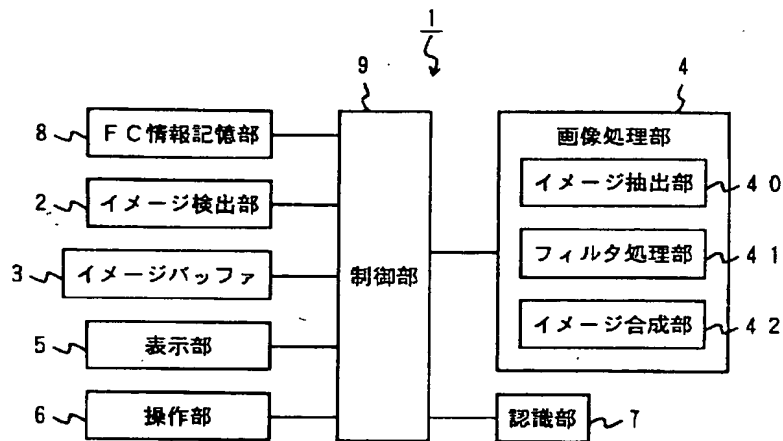 1
9
4
8 FC情報記憶部
画像処理部
イメージ抽出部 40
2 イメージ検出部
フィルタ処理部 41
3 イメージバッファ
制御部
イメージ合成部 42
5 表示部
6 操作部
認識部 7